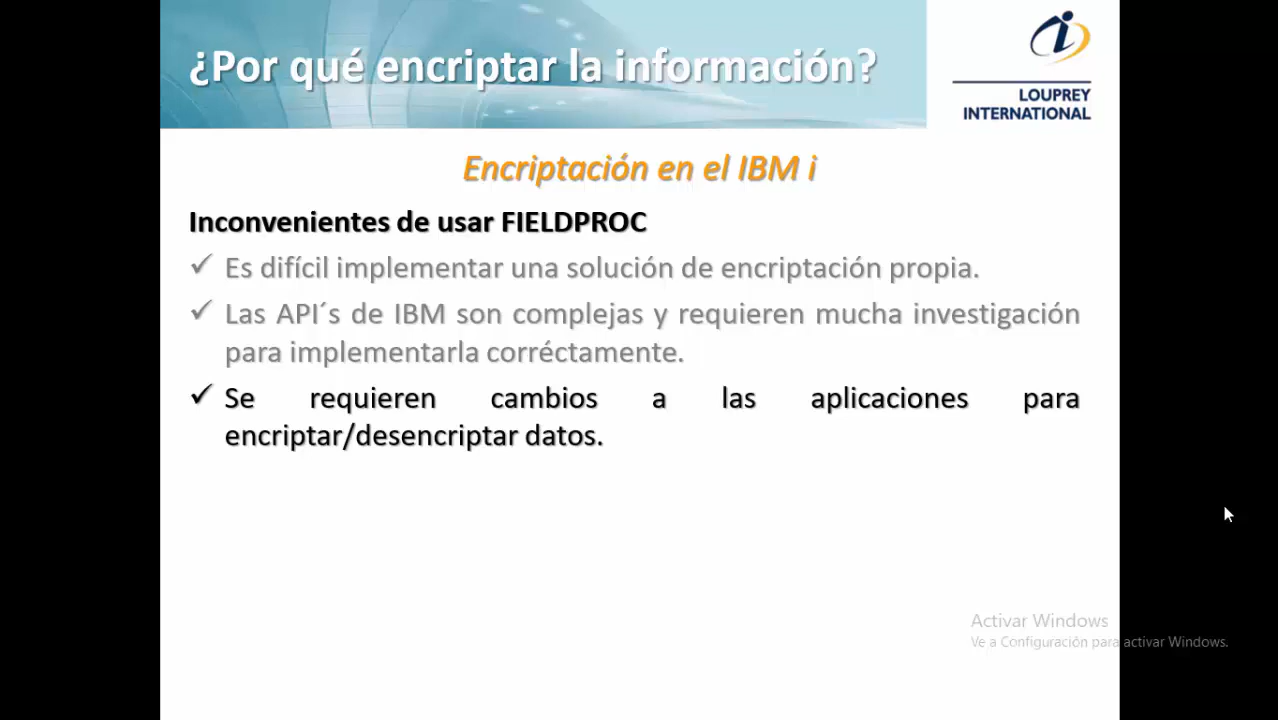 ¿Por qué encriptar la información?
LOUPREY
INTERNATIONAL
Encriptación en el IBM i
Inconvenientes de usar FIELDPROC
✓ Es difícil implementar una solución de encriptación propia.
✓ Las API´s de IBM son complejas y requieren mucha investigación
para implementarla corréctamente.
✓ Se requieren cambios a las aplicaciones para
encriptar/desencriptar datos.
Activar Windows
Ve a Configuración para activar Windows.